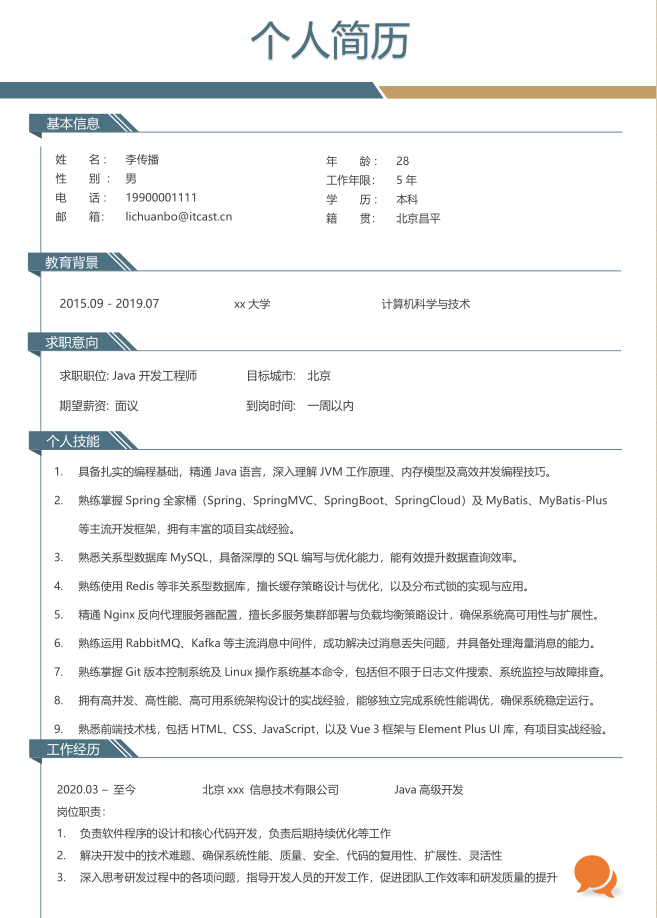 个人简历
基本信息
姓 名: 李传播
年 龄: 28
性 别: 男
工作年限: 5 年
电 话: 19900001111
学 历: 本科
邮 箱: lichuanbo@itcast.cn
籍 贯: 北京昌平
教育背景
2015.09 - 2019.07 xx 大学 计算机科学与技术
求职意向
求职职位: Java 开发工程师 目标城市: 北京
期望薪资: 面议 到岗时间: 一周以内
个人技能
1. 具备扎实的编程基础，精通 Java 语言，深入理解 JVM 工作原理、内存模型及高效并发编程技巧。
2. 熟练掌握 Spring 全家桶（Spring、SpringMVC、SpringBoot、SpringCloud）及 MyBatis、MyBatis-Plus
等主流开发框架，拥有丰富的项目实战经验。
3. 熟悉关系型数据库 MySQL，具备深厚的 SQL 编写与优化能力，能有效提升数据查询效率。
4. 熟练使用 Redis 等非关系型数据库，擅长缓存策略设计与优化，以及分布式锁的实现与应用。
5. 精通 Nginx 反向代理服务器配置，擅长多服务集群部署与负载均衡策略设计，确保系统高可用性与扩展性。
6. 熟练运用 RabbitMQ、Kafka 等主流消息中间件，成功解决过消息丢失问题，并具备处理海量消息的能力。
7. 熟练掌握 Git 版本控制系统及 Linux 操作系统基本命令，包括但不限于日志文件搜索、系统监控与故障排查。
8. 拥有高并发、高性能、高可用系统架构设计的实战经验，能够独立完成系统性能调优，确保系统稳定运行。
9. 熟悉前端技术栈，包括 HTML、CSS、JavaScript，以及 Vue 3 框架与 Element Plus UI 库，有项目实战经验。
工作经历
2020.03 – 至今 北京 xxx 信息技术有限公司 Java 高级开发
岗位职责:
1. 负责软件程序的设计和核心代码开发，负责后期持续优化等工作
2. 解决开发中的技术难题、确保系统性能、质量、安全、代码的复用性、扩展性、灵活性
3. 深入思考研发过程中的各项问题，指导开发人员的开发工作，促进团队工作效率和研发质量的提升